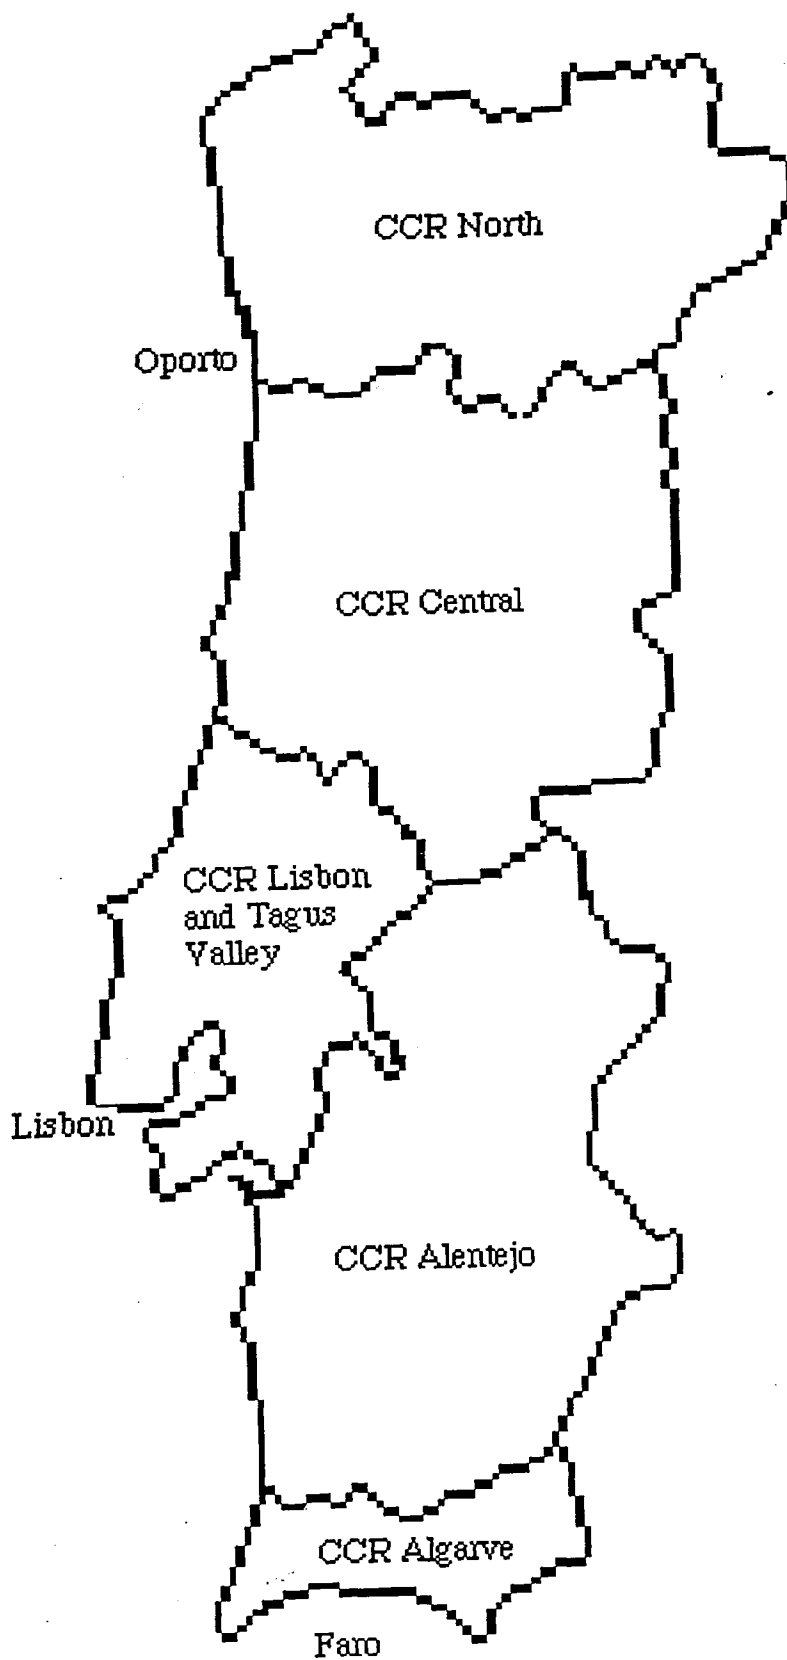 CCR North
Oporto
CCR Central
CCR Lisbon
and Tagus
Valley
Lisbon
CCR Alentejo
CCR Algarve
Faro